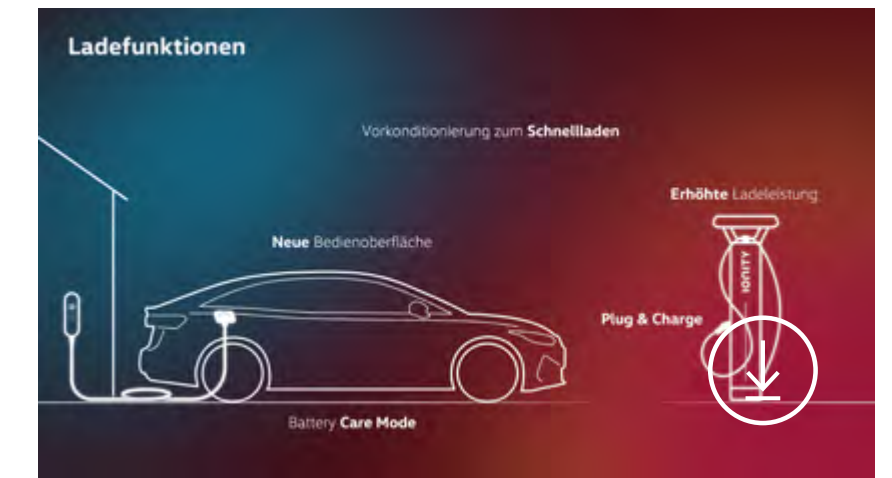 Ladefunktionen
Vorkonditionierung zum Schnellladen
Erhöhte Ladeleistung
Neue Bedienoberfläche
IONITY
Plug & Charge
Battery Care Mode